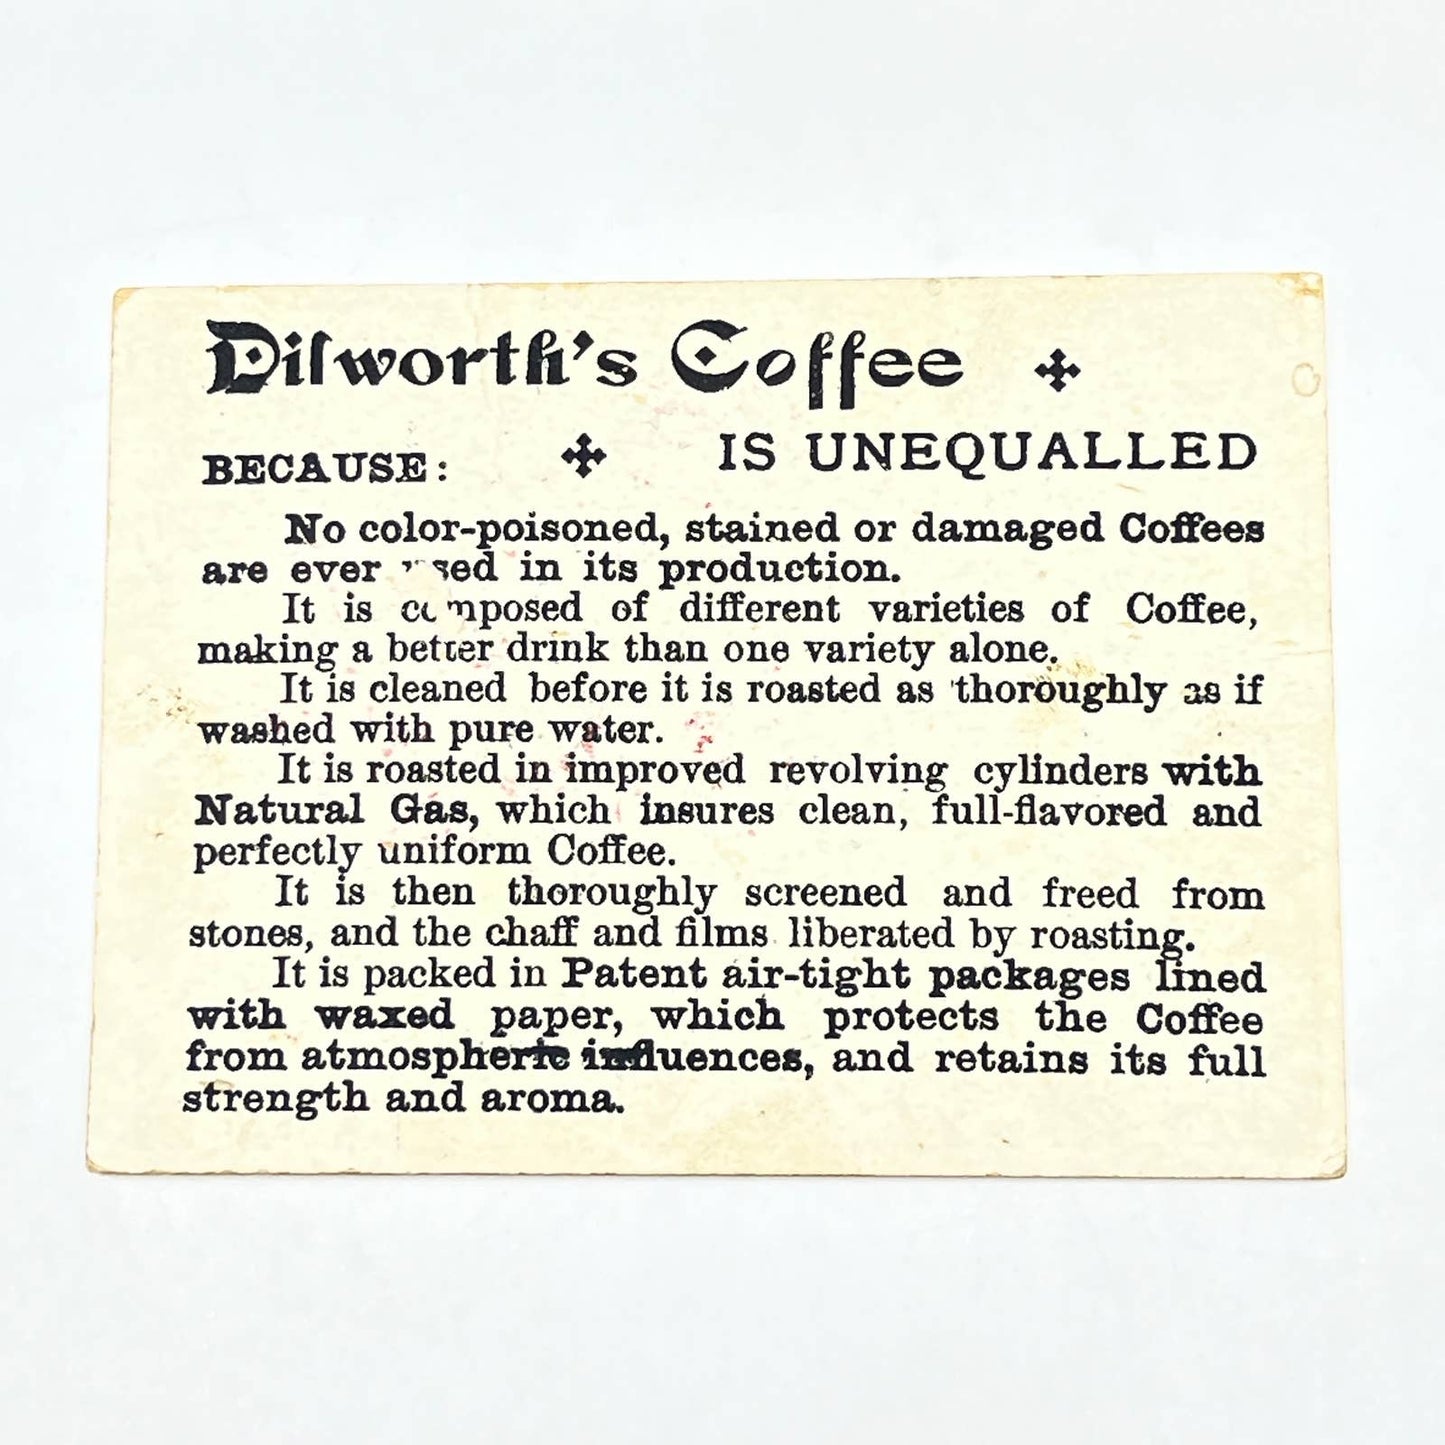 Dilworth's Coffee
IS UNEQUALLED
BECAUSE:
No color-poisoned, stained or damaged Coffees
are ever used in its production.
It is composed of different varieties of Coffee,
making a better drink than one variety alone.
It is cleaned before it is roasted as thoroughly as if
washed with pure water.
It is roasted in improved revolving cylinders with
Natural Gas, which insures clean, full-flavored and
perfectly uniform Coffee.
It is then thoroughly screened and freed from
stones, and the chaff and films liberated by roasting.
It is packed in Patent air-tight packages lined
with waxed paper, which protects the Coffee
from atmospheric influences, and retains its full
strength and aroma.